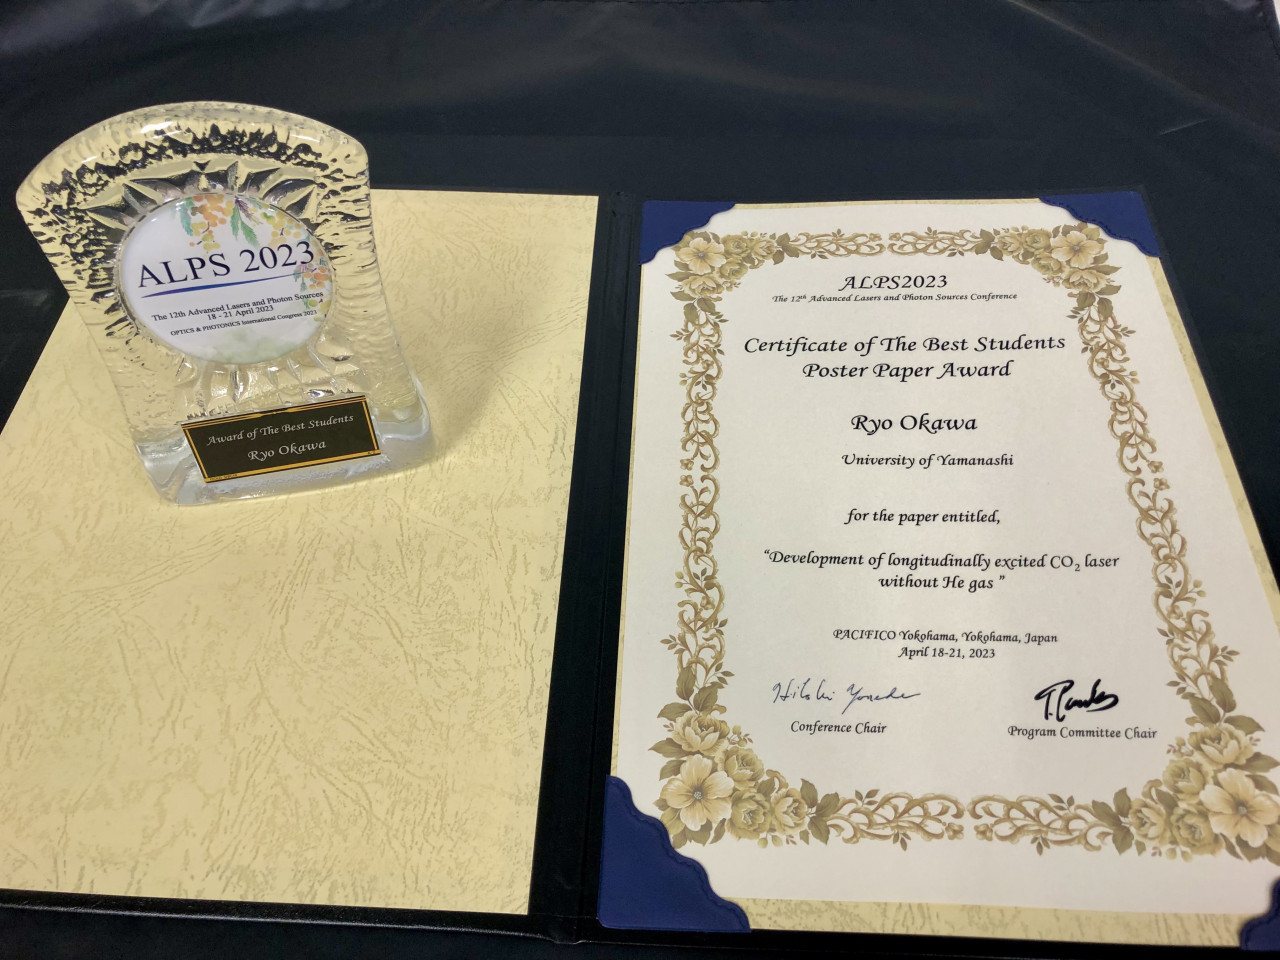 ALPS 2023
The 12th Advanced Lasers and Photon Sources
18 - 21 April 2023
OPTICS & PHOTONICS International Congress 2023
Award of The Best Students
Ryo Okawa
ALPS2023
The 12th Advanced Lasers and Photon Sources Conference
Certificate of The Best Students
Poster Paper Award
Ryo Okawa
University of Yamanashi
for the paper entitled,
“Development of longitudinally excited CO₂ laser
without He gas ”
PACIFICO Yokohama, Yokohama, Japan
April 18-21, 2023
Conference Chair
Program Committee Chair